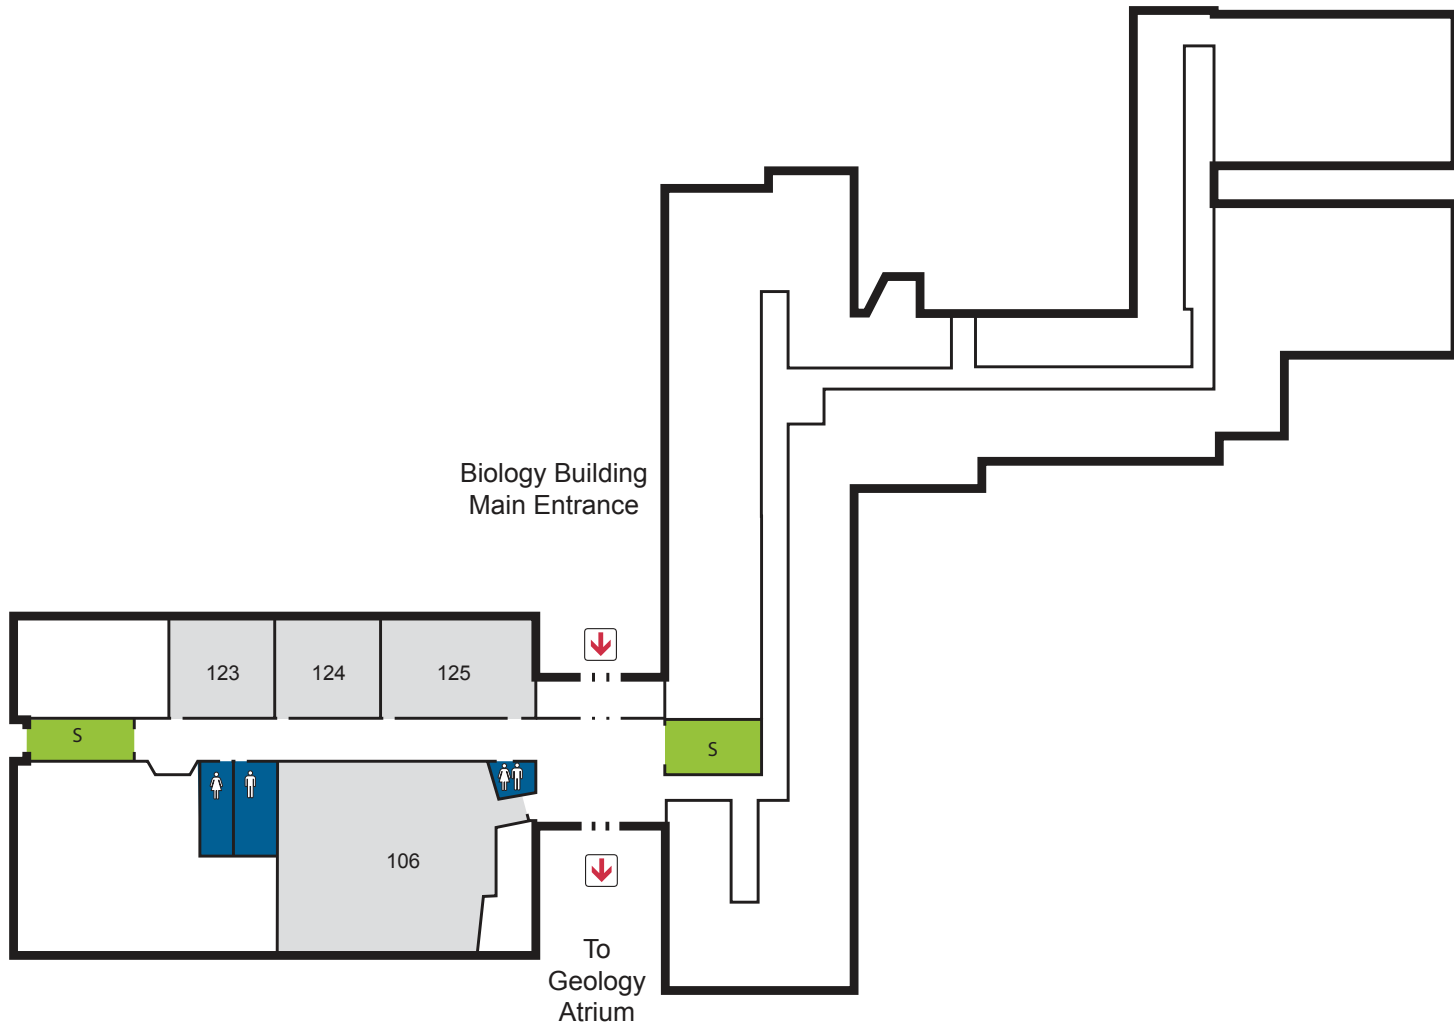 Biology Building
Main Entrance
123
124
125
S
S
106
To
Geology
Atrium